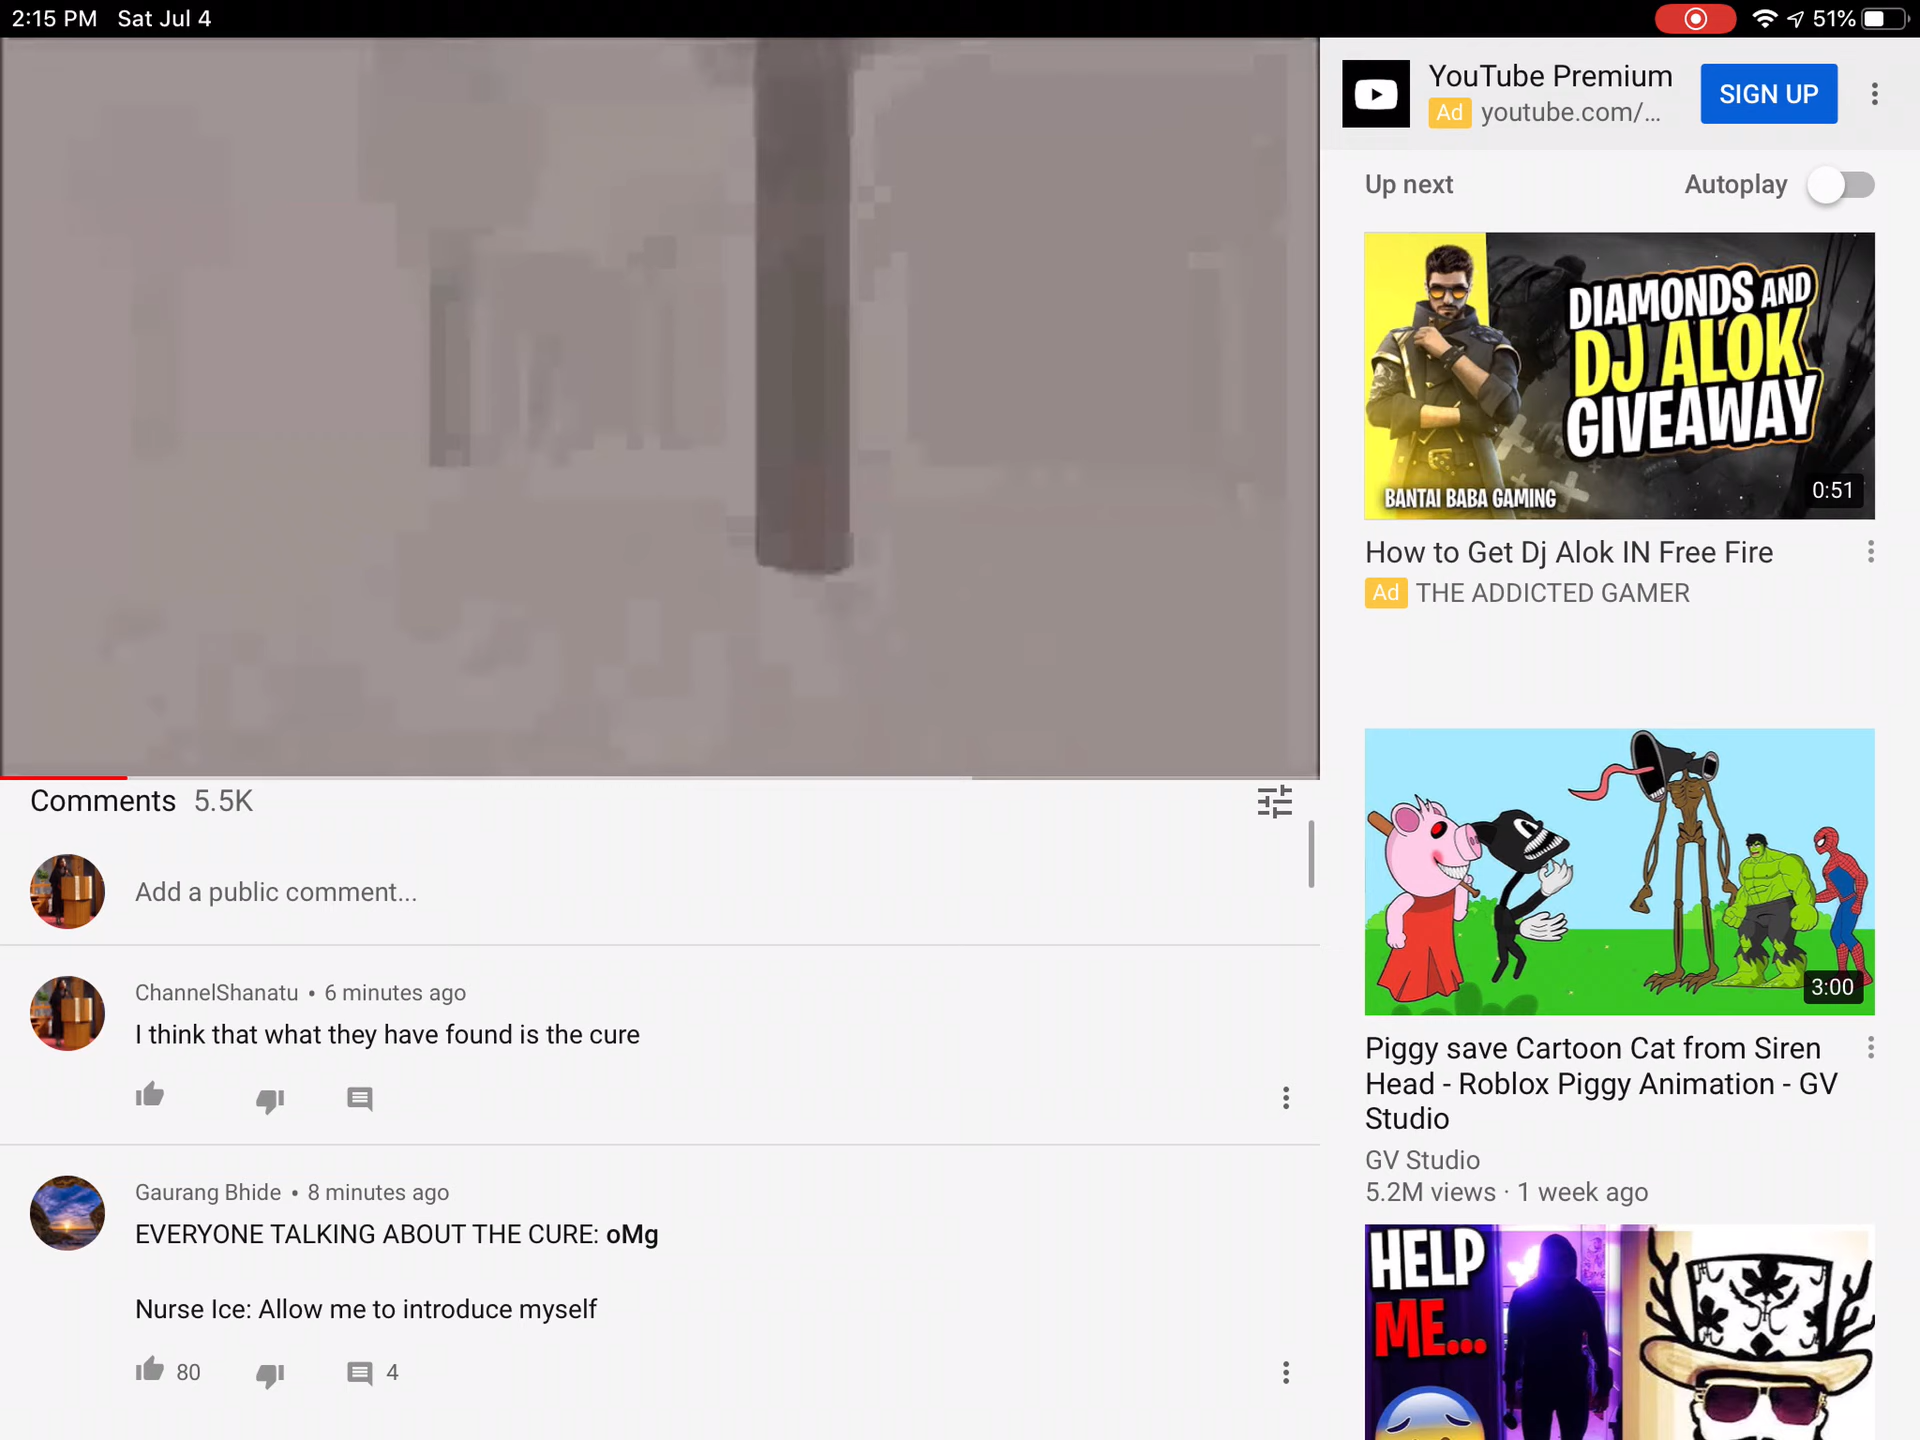 2:15 PM Sat Jul 4
51%
YouTube Premium
Ad youtube.com/...
SIGN UP
Up next
Autoplay
DIAMONDS AND
DJ ALOK
GIVEAWAY
BANTAI BABA GAMING
0:51
How to Get Dj Alok IN Free Fire
Ad THE ADDICTED GAMER
3:00
Piggy save Cartoon Cat from Siren
Head - Roblox Piggy Animation - GV
Studio
GV Studio
5.2M views · 1 week ago
HELP
ME...
Comments 5.5K
Add a public comment...
ChannelShanatu • 6 minutes ago
I think that what they have found is the cure
Gaurang Bhide • 8 minutes ago
EVERYONE TALKING ABOUT THE CURE: oMg
Nurse Ice: Allow me to introduce myself
80
4